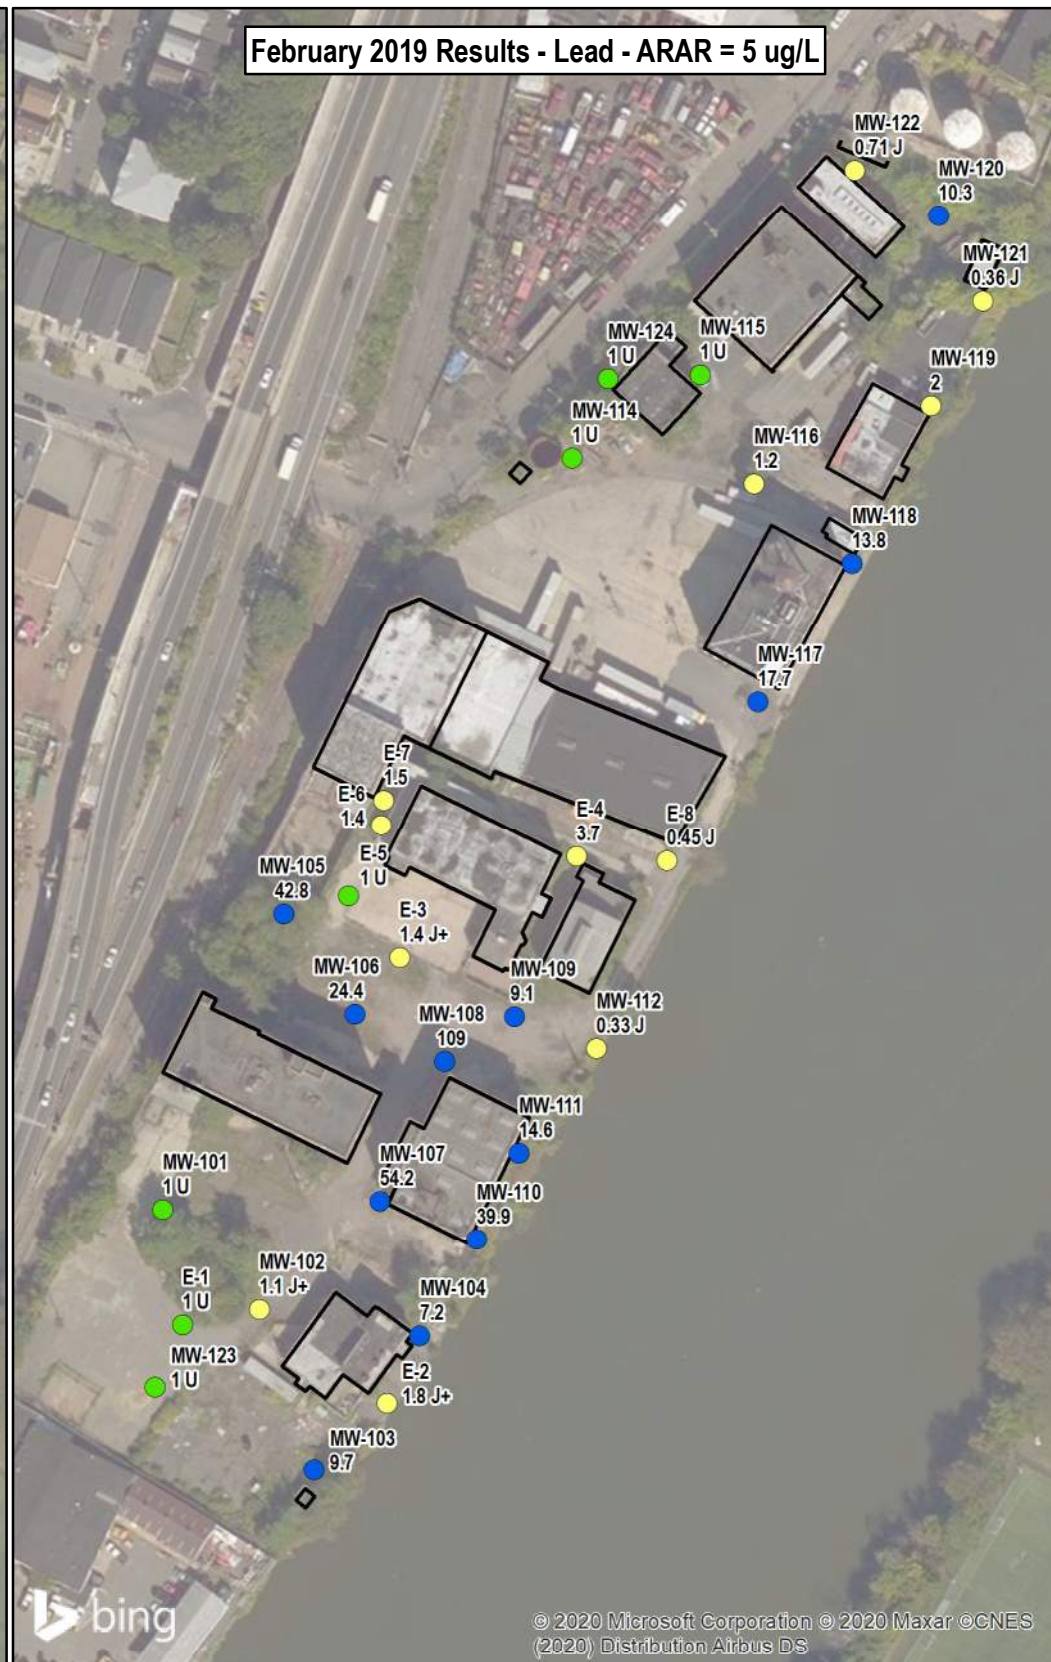 February 2019 Results - Lead - ARAR = 5 ug/L
MW-122
0.71 J
MW-120
10.3
MW-121
0.36 J
MW-124
1 U
MW-115
1 U
MW-119
2
MW-114
1 U
MW-116
1.2
MW-118
13.8
MW-117
17.7
E-7
1.5
E-6
1.4
E-4
3.7
E-8
0.45 J
E-5
1 U
MW-105
42.8
E-3
1.4 J+
MW-106
24.4
MW-109
9.1
MW-108
109
MW-112
0.33 J
MW-111
14.6
MW-107
54.2
MW-101
1 U
MW-110
39.9
MW-102
1.1 J+
E-1
1 U
MW-104
7.2
MW-123
1 U
E-2
1.8 J+
MW-103
9.7
bing
© 2020 Microsoft Corporation © 2020 Maxar ©CNES
(2020) Distribution Airbus DS